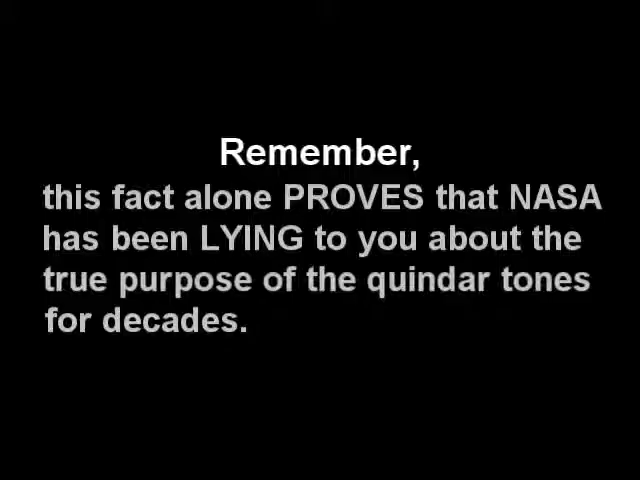 Remember,
this fact alone PROVES that NASA
has been LYING to you about the
true purpose of the quindar tones
for decades.